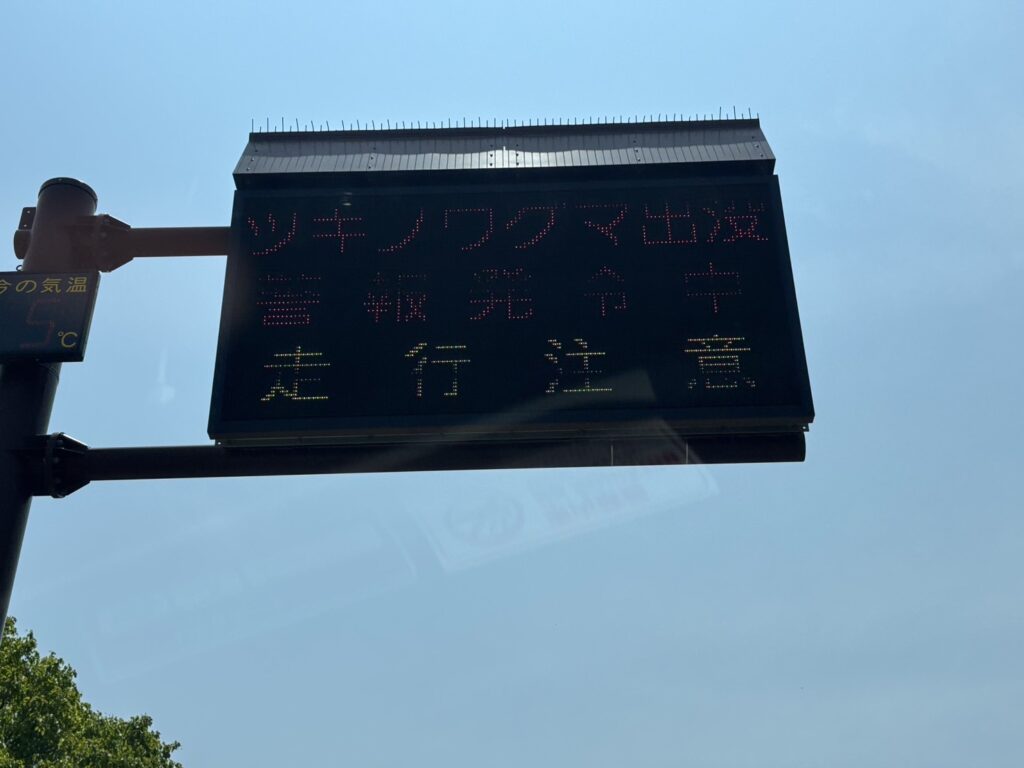 ツキノワグマ出没
警報発令中
走行注意
今の気温
℃